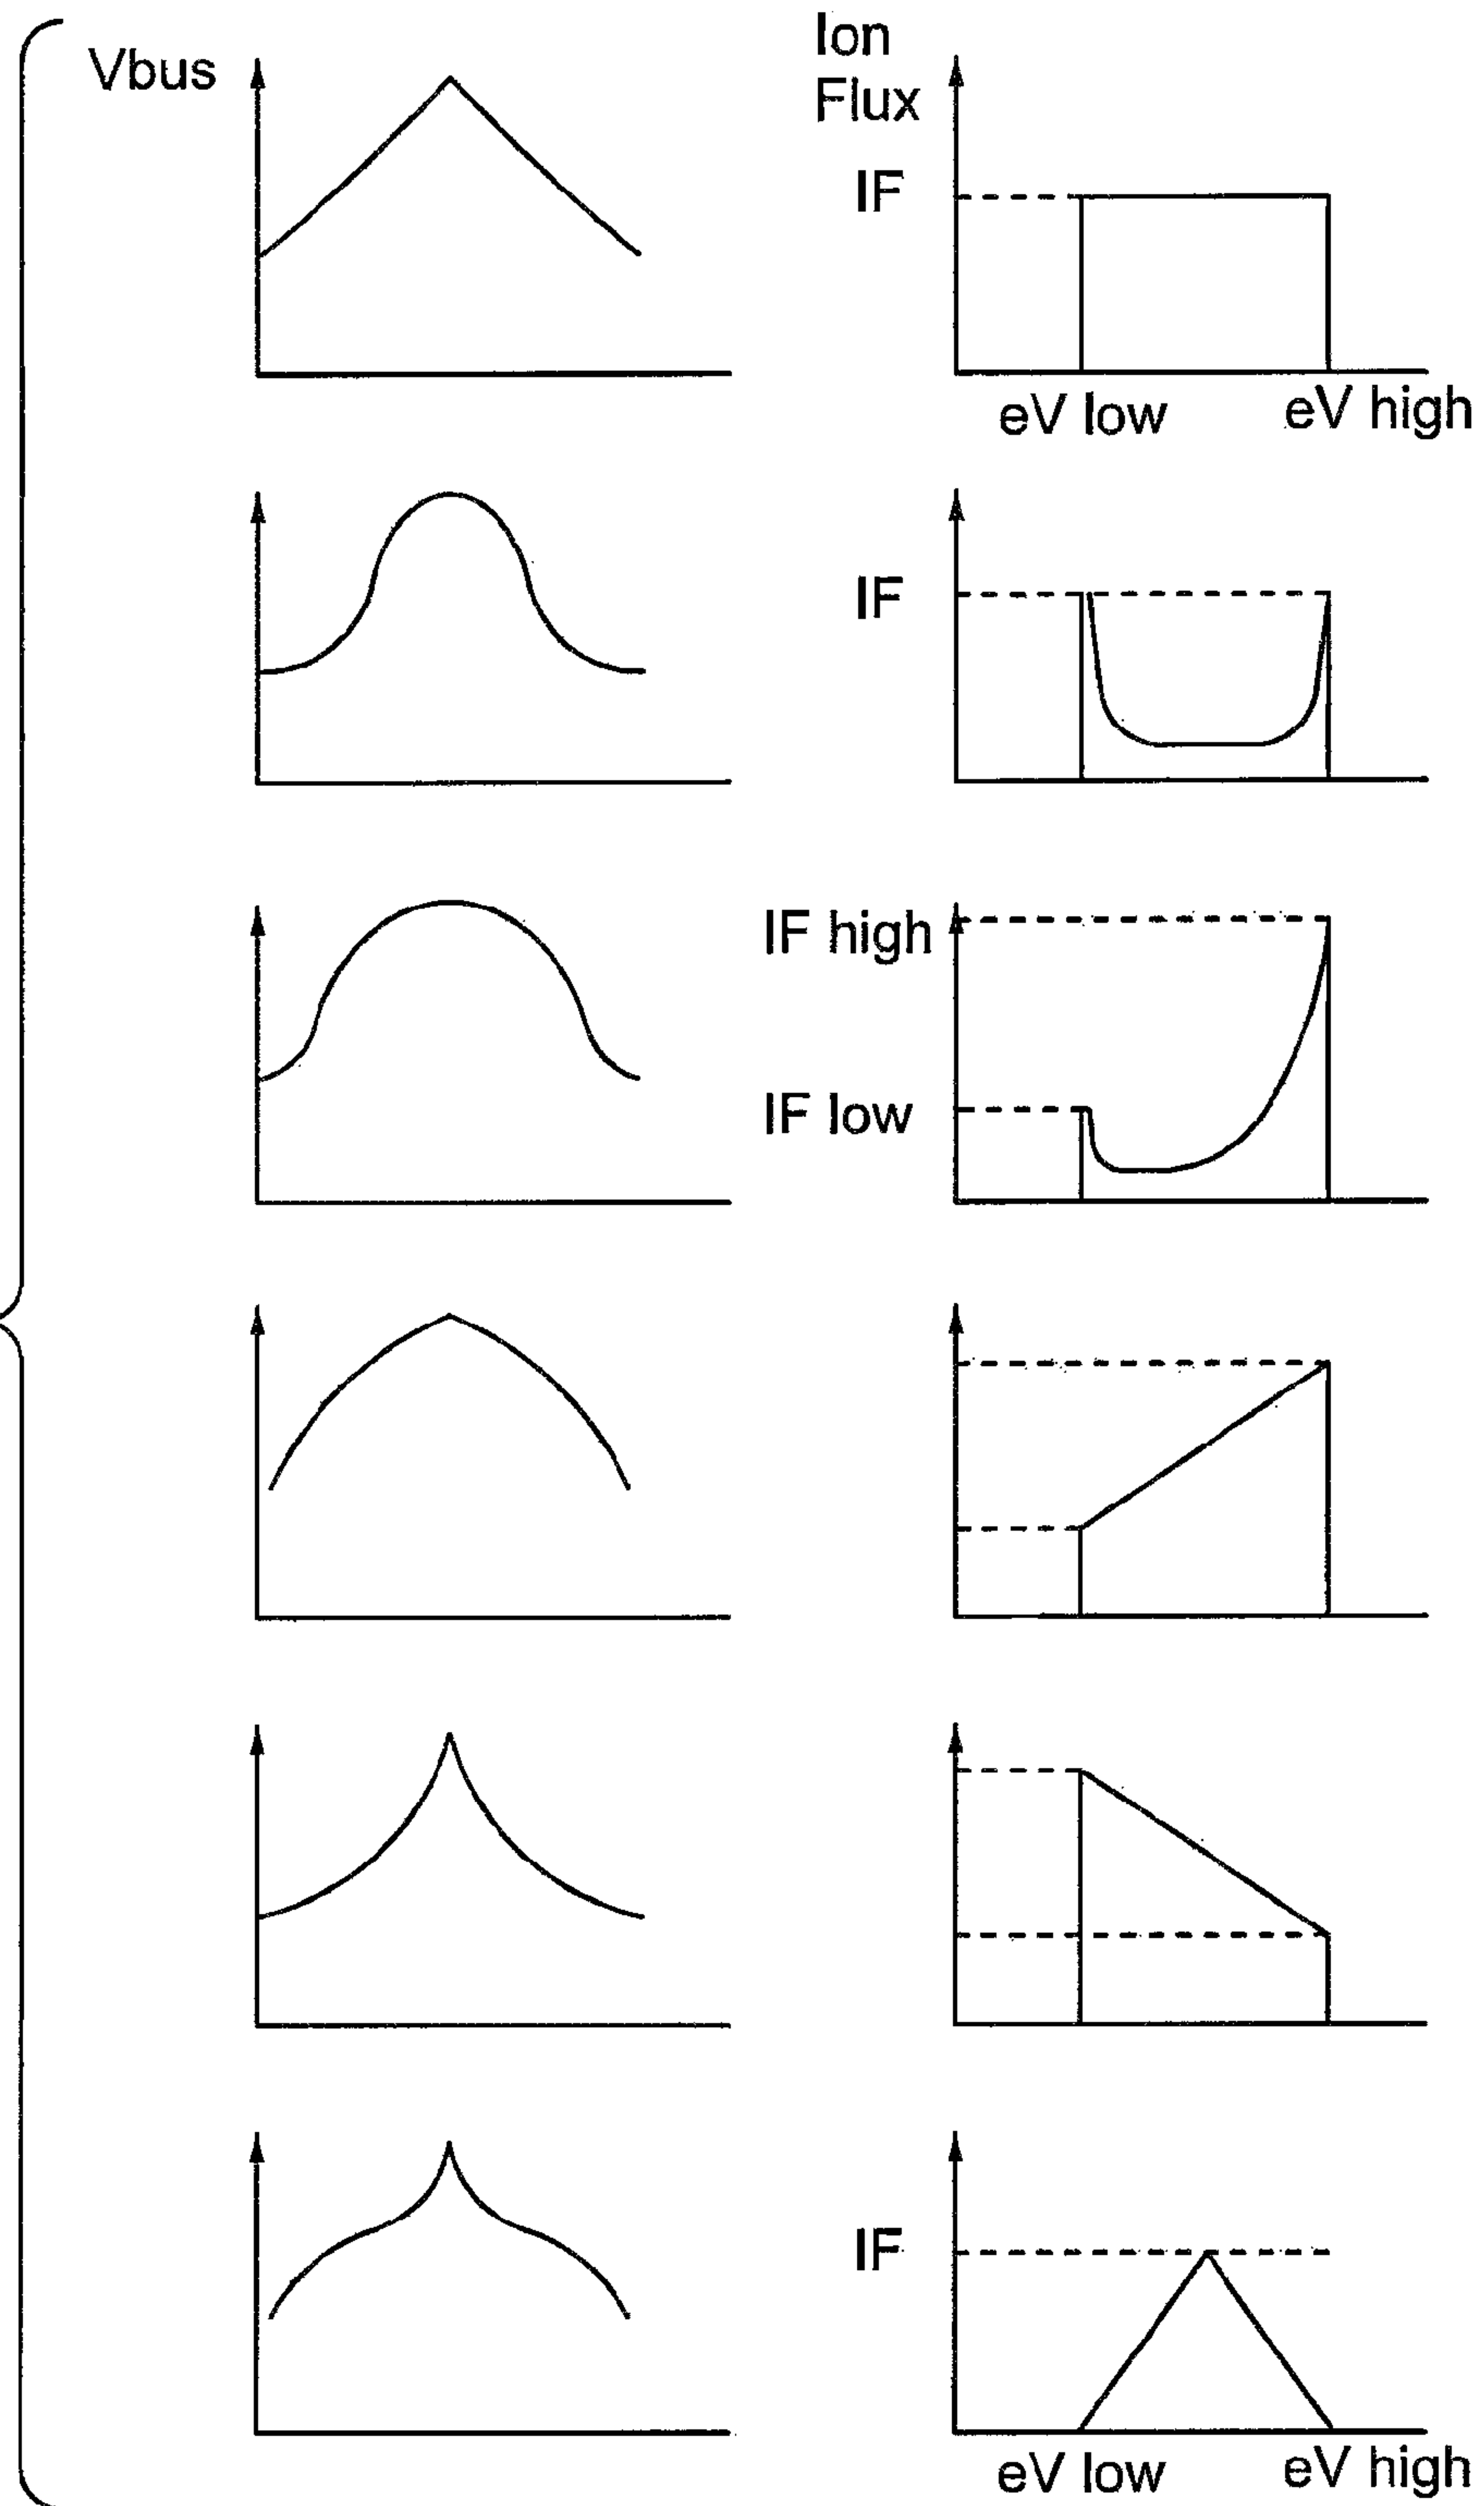 Vbus
Ion
Flux
IF
eV low
eV high
IF
IF high
IF low
IF
eV low
eV high